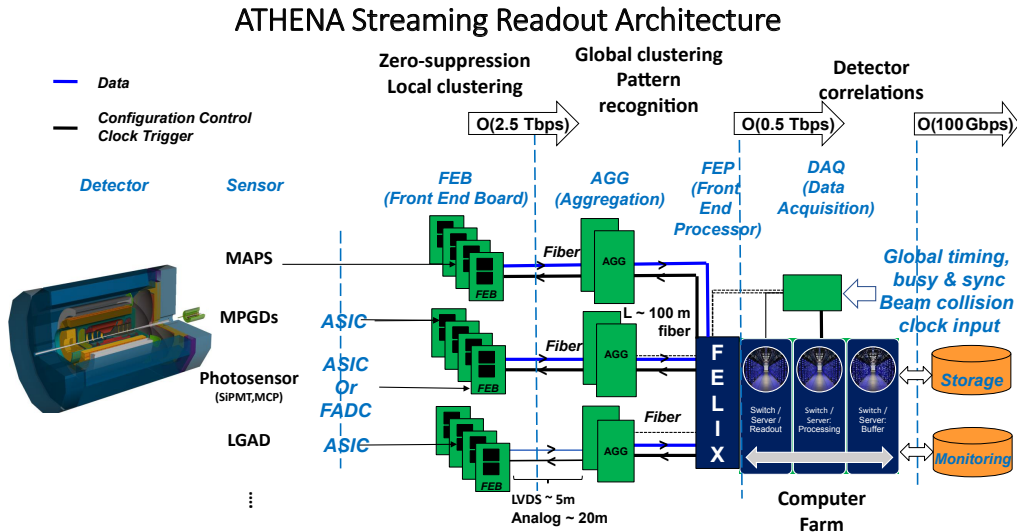 ATHENA Streaming Readout Architecture
Data
Configuration Control
Clock Trigger
Zero-suppression
Local clustering
Global clustering
Pattern
recognition
Detector
correlations
O(2.5 Tbps)
O(0.5 Tbps)
O(100 Gbps)
Detector
Sensor
FEB
(Front End Board)
AGG
(Aggregation)
FEP
(Front
End
Processor)
DAQ
(Data
Acquisition)
MAPS
FEB
Fiber
AGG
Global timing,
busy & sync
Beam collision
clock input
MPGDs
ASIC
L ~ 100 m
fiber
Photosensor
(SiPMT,MCP)
ASIC
Or
FADC
FEB
Fiber
AGG
LGAD
ASIC
FEB
Fiber
AGG
LVDS ~ 5m
Analog ~ 20m
F
E
L
I
X
Switch /
Server /
Readout
Switch /
Server:
Processing
Switch /
Server:
Buffer
Storage
Monitoring
Computer
Farm